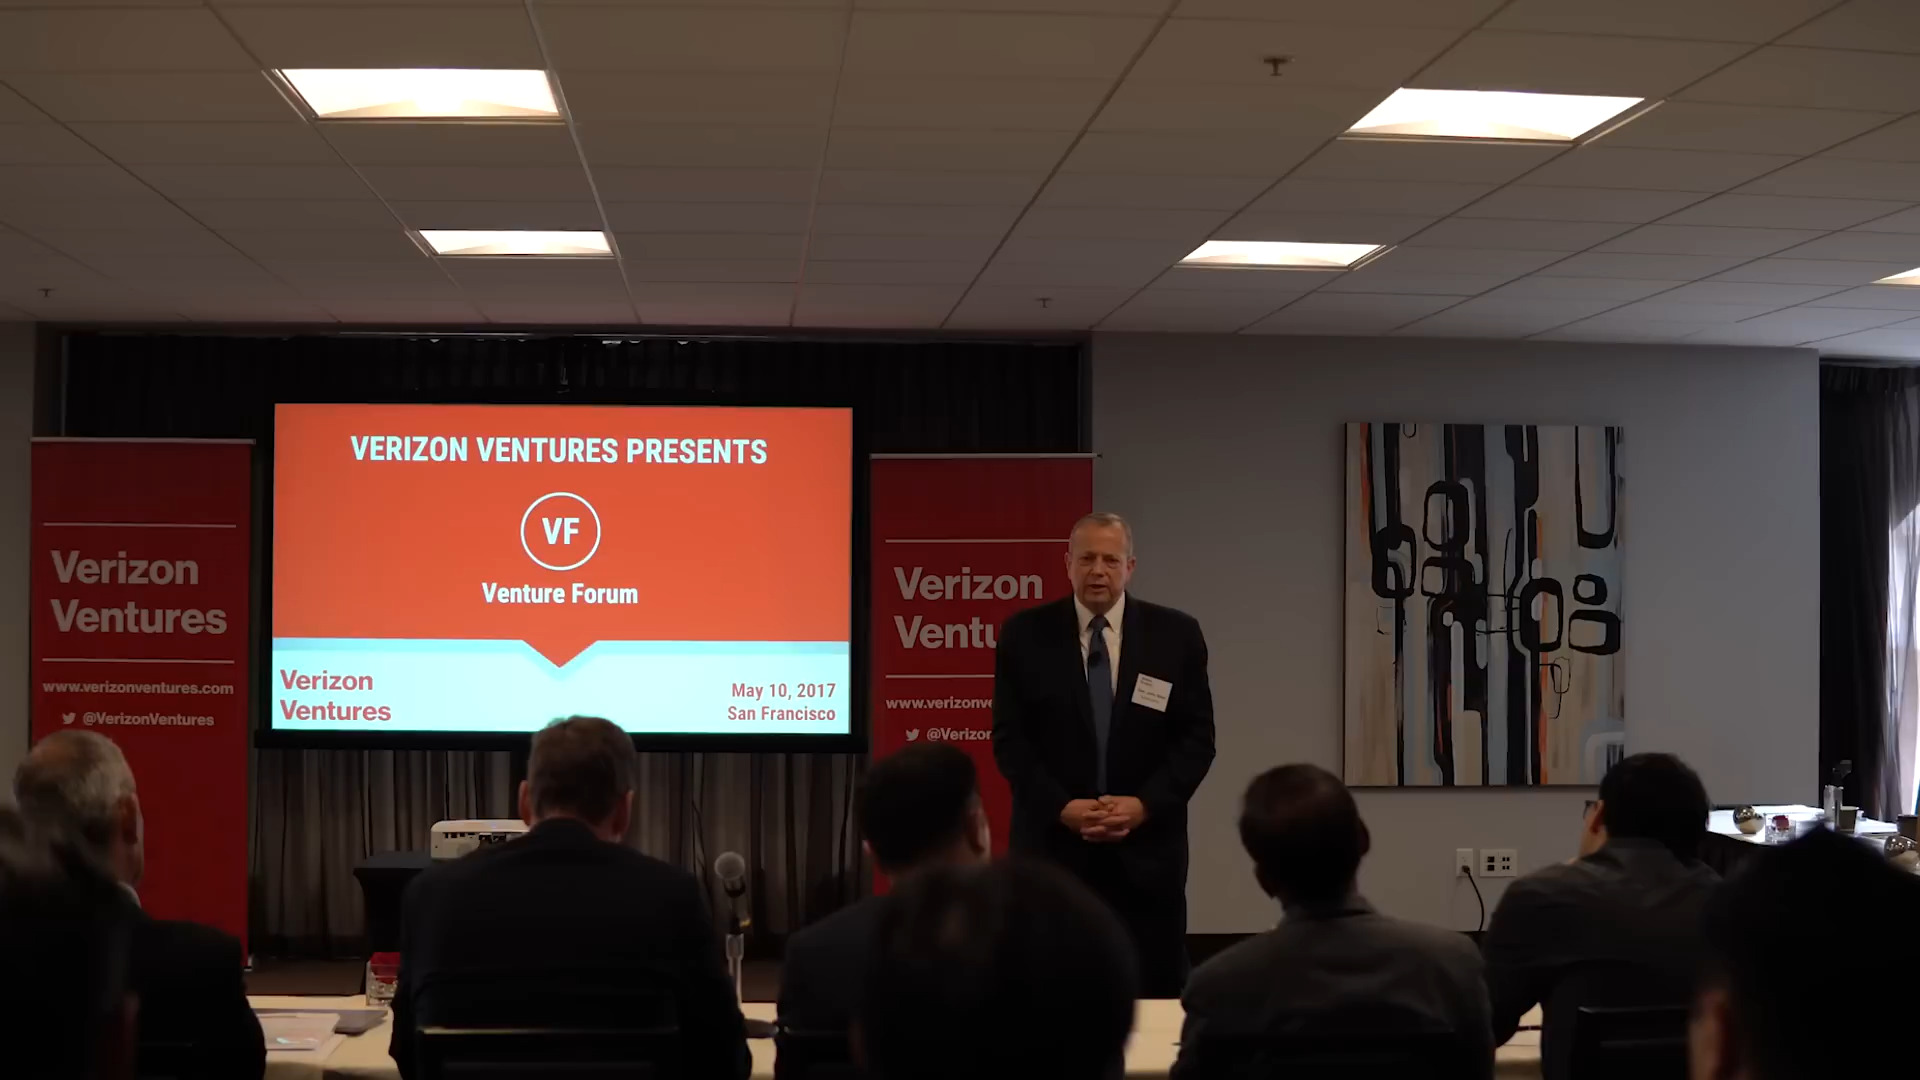 VERIZON VENTURES PRESENTS
VF
Venture Forum
Verizon
Ventures
May 10, 2017
San Francisco
Verizon
Ventures
www.verizonventures.com
@VerizonVentures
Verizon
Ventu
www.verizonve
@Verizon